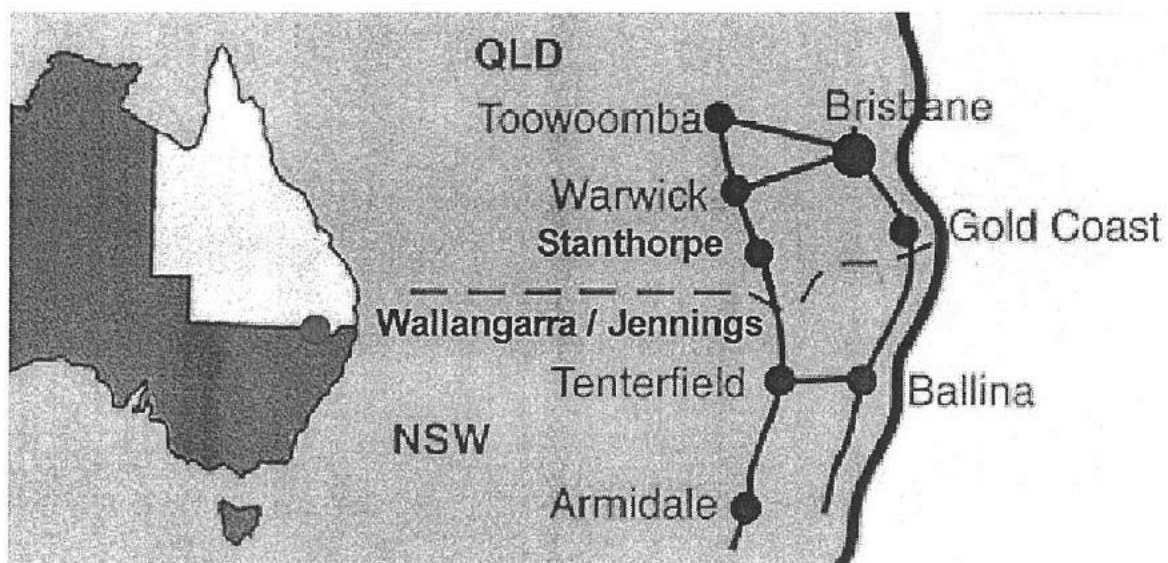 QLD
Toowoomba
Brisbane
Warwick
Stanthorpe
Gold Coast
Wallangarra / Jennings
Tenterfield
Ballina
NSW
Armidale